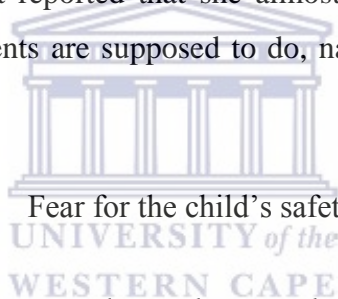 reported that she almost
ents are supposed to do, na
Fear for the child's safet
UNIVERSITY of the
WESTERN CAPE